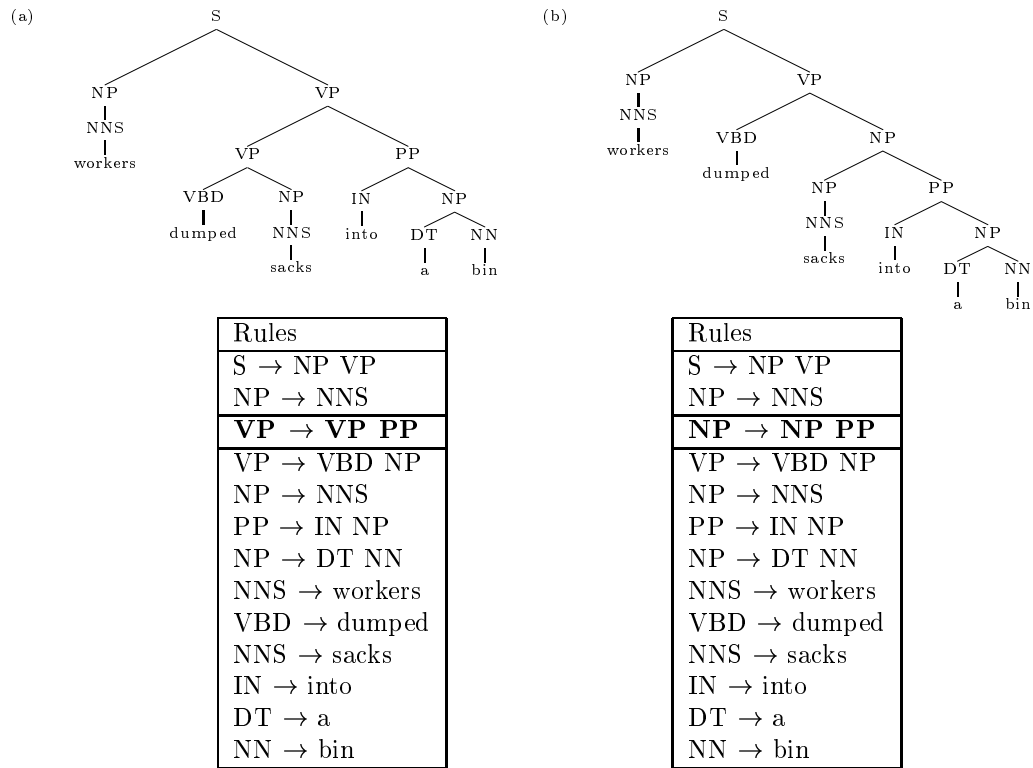 (a)
S
NP VP
NNS
workers
VP PP
VBD NP IN NP
dumped NNS into DT NN
sacks a bin
(b)
S
NP VP
NNS
workers
VBD NP
dumped
NP PP
NNS IN NP
sacks into DT NN
a bin
Rules
S → NP VP
NP → NNS
VP → VP PP
VP → VBD NP
NP → NNS
PP → IN NP
NP → DT NN
NNS → workers
VBD → dumped
NNS → sacks
IN → into
DT → a
NN → bin
Rules
S → NP VP
NP → NNS
NP → NP PP
VP → VBD NP
NP → NNS
PP → IN NP
NP → DT NN
NNS → workers
VBD → dumped
NNS → sacks
IN → into
DT → a
NN → bin